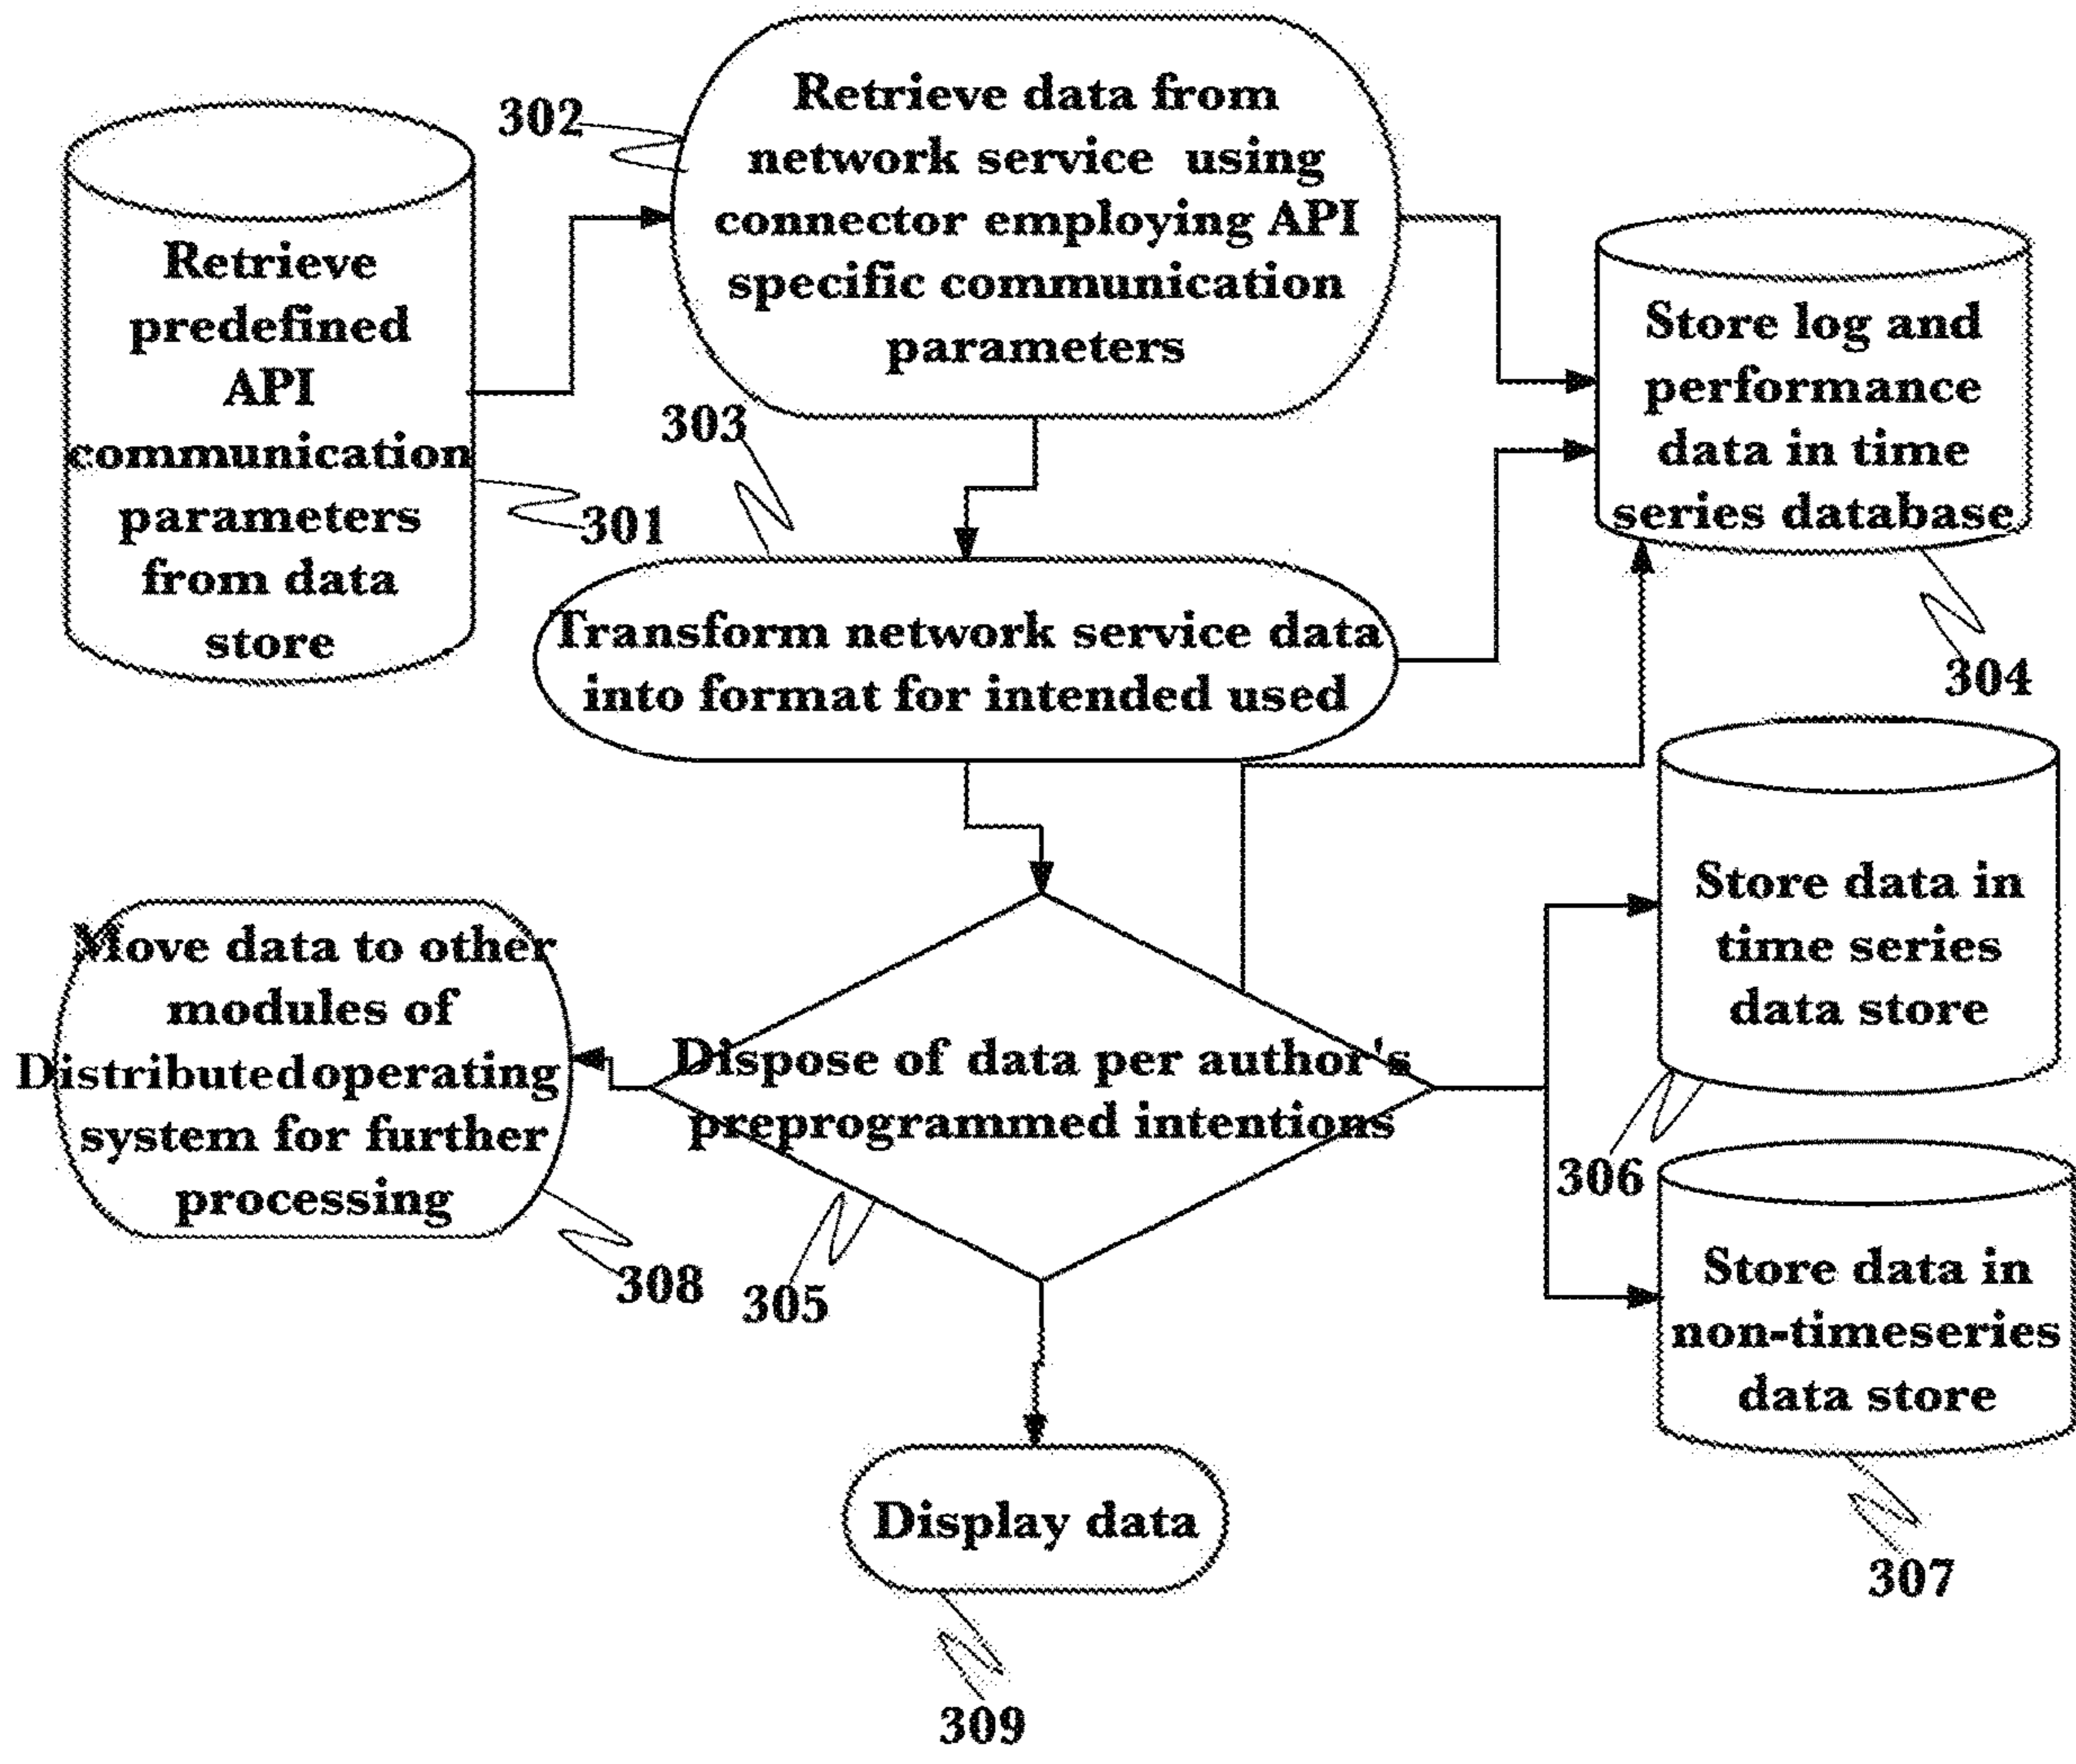 302
Retrieve data from
network service using
connector employing API
specific communication
parameters
Retrieve
predefined
API
communication
parameters
from data
store
301
303
Store log and
performance
data in time
series database
304
Transform network service data
into format for intended used
Store data in
time series
data store
306
Move data to other
modules of
Distributed operating
system for further
processing
308
Dispose of data per author's
preprogrammed intentions
305
Store data in
non-timeseries
data store
307
Display data
309